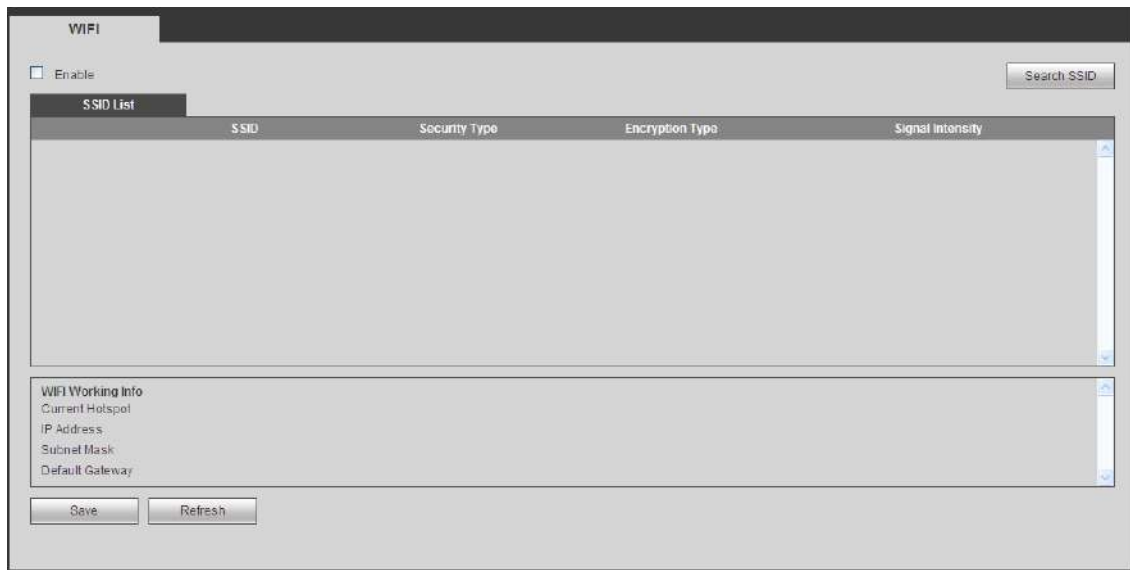 WIFI
Enable
Search SSID
SSID List
SSID Security Type Encryption Type Signal Intensity
WIFI Working Info
Current Hotspot
IP Address
Subnet Mask
Default Gateway
Save Refresh